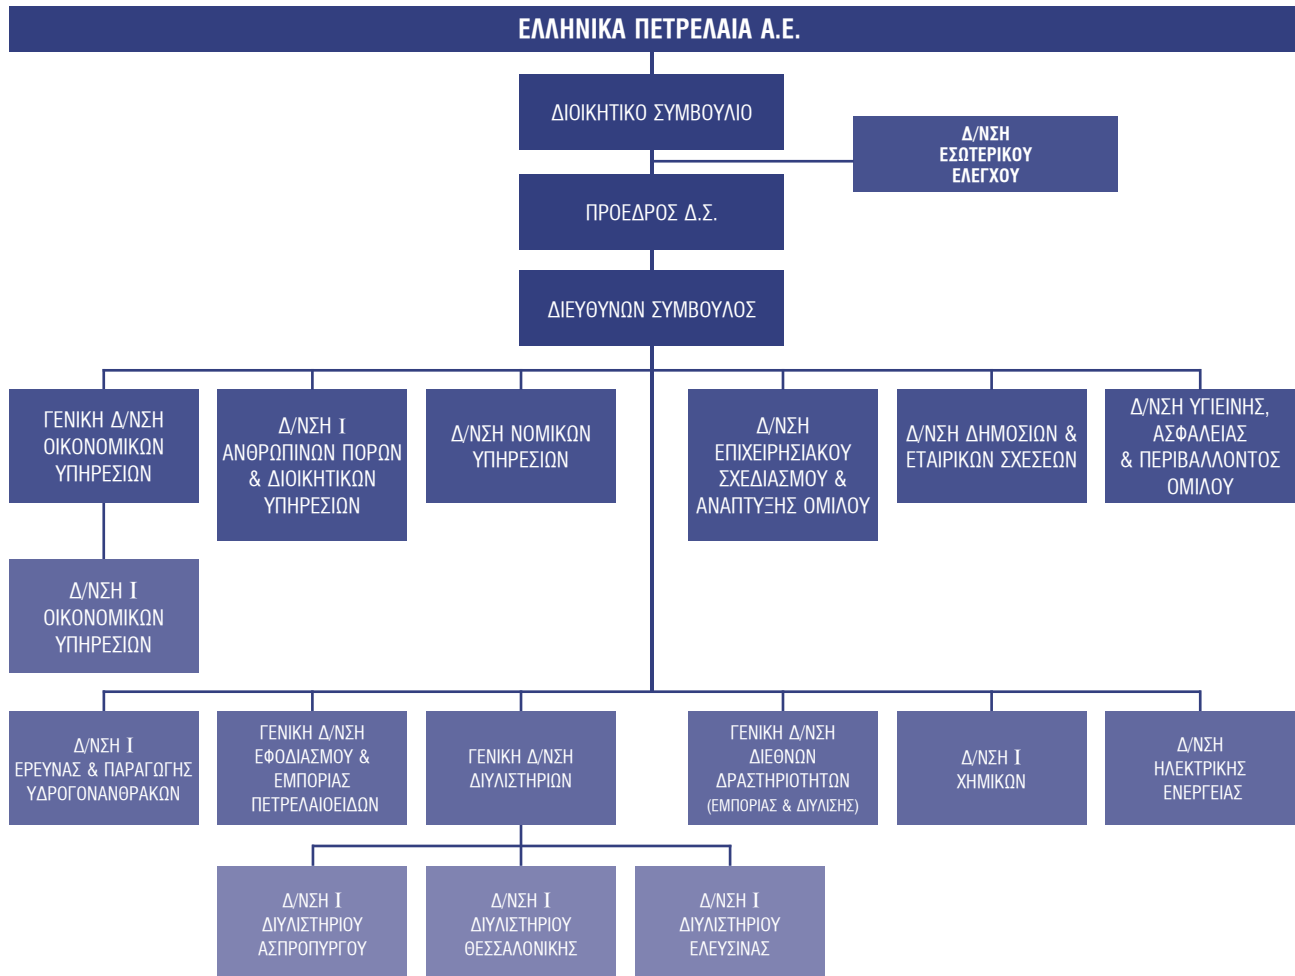 ΕΛΛΗΝΙΚΑ ΠΕΤΡΕΛΑΙΑ Α.Ε.
ΔΙΟΙΚΗΤΙΚΟ ΣΥΜΒΟΥΛΙΟ
Δ/ΝΣΗ
ΕΣΩΤΕΡΙΚΟΥ
ΕΛΕΓΧΟΥ
ΠΡΟΕΔΡΟΣ Δ.Σ.
ΔΙΕΥΘΥΝΩΝ ΣΥΜΒΟΥΛΟΣ
ΓΕΝΙΚΗ Δ/ΝΣΗ
ΟΙΚΟΝΟΜΙΚΩΝ
ΥΠΗΡΕΣΙΩΝ
Δ/ΝΣΗ Ι
ΑΝΘΡΩΠΙΝΩΝ ΠΟΡΩΝ
& ΔΙΟΙΚΗΤΙΚΩΝ
ΥΠΗΡΕΣΙΩΝ
Δ/ΝΣΗ ΝΟΜΙΚΩΝ
ΥΠΗΡΕΣΙΩΝ
Δ/ΝΣΗ
ΕΠΙΧΕΙΡΗΣΙΑΚΟΥ
ΣΧΕΔΙΑΣΜΟΥ &
ΑΝΑΠΤΥΞΗΣ ΟΜΙΛΟΥ
Δ/ΝΣΗ ΔΗΜΟΣΙΩΝ &
ΕΤΑΙΡΙΚΩΝ ΣΧΕΣΕΩΝ
Δ/ΝΣΗ ΥΓΙΕΙΝΗΣ,
ΑΣΦΑΛΕΙΑΣ
& ΠΕΡΙΒΑΛΛΟΝΤΟΣ
ΟΜΙΛΟΥ
Δ/ΝΣΗ Ι
ΟΙΚΟΝΟΜΙΚΩΝ
ΥΠΗΡΕΣΙΩΝ
Δ/ΝΣΗ Ι
ΕΡΕΥΝΑΣ & ΠΑΡΑΓΩΓΗΣ
ΥΔΡΟΓΟΝΑΝΘΡΑΚΩΝ
ΓΕΝΙΚΗ Δ/ΝΣΗ
ΕΦΟΔΙΑΣΜΟΥ &
ΕΜΠΟΡΙΑΣ
ΠΕΤΡΕΛΑΙΟΕΙΔΩΝ
ΓΕΝΙΚΗ Δ/ΝΣΗ
ΔΙΥΛΙΣΤΗΡΙΩΝ
ΓΕΝΙΚΗ Δ/ΝΣΗ
ΔΙΕΘΝΩΝ
ΔΡΑΣΤΗΡΙΟΤΗΤΩΝ
(ΕΜΠΟΡΙΑΣ & ΔΙΥΛΙΣΗΣ)
Δ/ΝΣΗ Ι
ΧΗΜΙΚΩΝ
Δ/ΝΣΗ
ΗΛΕΚΤΡΙΚΗΣ
ΕΝΕΡΓΕΙΑΣ
Δ/ΝΣΗ Ι
ΔΙΥΛΙΣΤΗΡΙΟΥ
ΑΣΠΡΟΠΥΡΓΟΥ
Δ/ΝΣΗ Ι
ΔΙΥΛΙΣΤΗΡΙΟΥ
ΘΕΣΣΑΛΟΝΙΚΗΣ
Δ/ΝΣΗ Ι
ΔΙΥΛΙΣΤΗΡΙΟΥ
ΕΛΕΥΣΙΝΑΣ